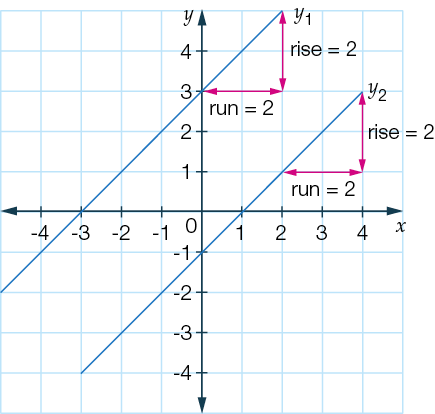 y
y₁
4
rise = 2
3
y₂
run = 2
2
rise = 2
1
run = 2
-4 -3 -2 -1 0 1 2 3 4 x
-1
-2
-3
-4